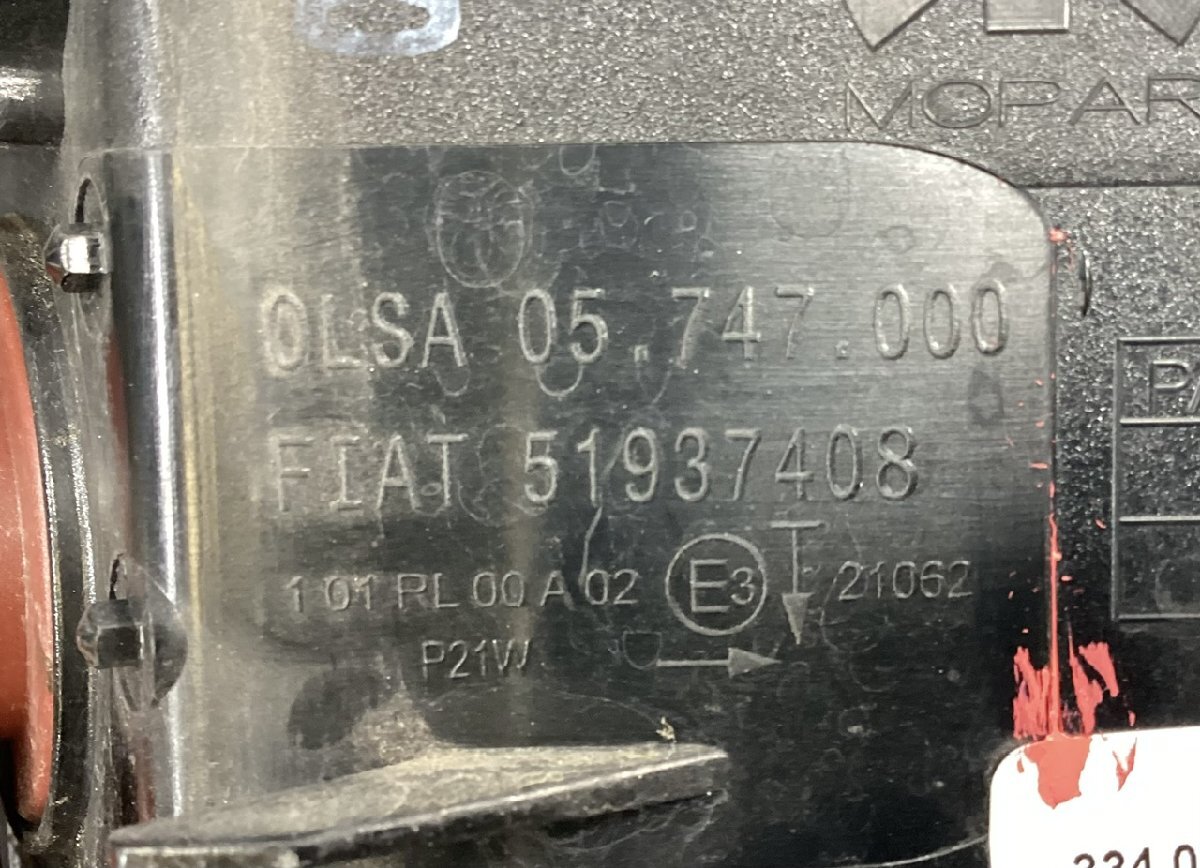 MOPAR
OLSA 05.747.000
FIAT 51937408
1 01 RL 00 A 02 E3 21062
P21W